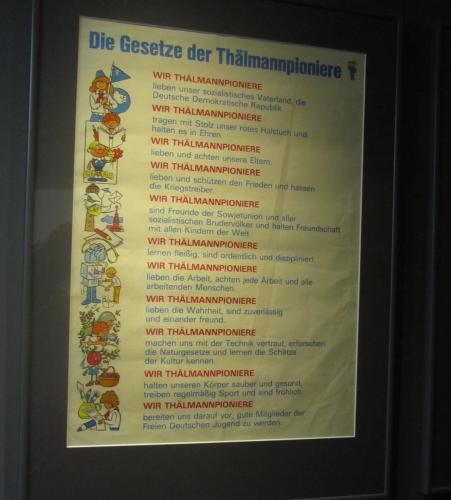 Die Gesetze der Thälmannpioniere
WIR THÄLMANNPIONIERE
lieben unser sozialistisches Vaterland, die
Deutsche Demokratische Republik.
WIR THÄLMANNPIONIERE
tragen mit Stolz unser rotes Halstuch und
halten es in Ehren.
WIR THÄLMANNPIONIERE
lieben und achten unsere Eltern.
WIR THÄLMANNPIONIERE
lieben und schützen den Frieden und hassen
die Kriegstreiber.
WIR THÄLMANNPIONIERE
sind Freunde der Sowjetunion und aller
sozialistischen Brudervölker und halten Freundschaft
mit allen Kindern der Welt.
WIR THÄLMANNPIONIERE
lernen fleißig, sind ordentlich und diszipliniert.
WIR THÄLMANNPIONIERE
lieben die Arbeit, achten jede Arbeit und alle
arbeitenden Menschen.
WIR THÄLMANNPIONIERE
lieben die Wahrheit, sind zuverlässig
und einander freund.
WIR THÄLMANNPIONIERE
machen uns mit der Technik vertraut, erforschen
die Naturgesetze und lernen die Schätze
der Kultur kennen.
WIR THÄLMANNPIONIERE
halten unseren Körper sauber und gesund,
treiben regelmäßig Sport und sind fröhlich.
WIR THÄLMANNPIONIERE
bereiten uns darauf vor, gute Mitglieder der
Freien Deutschen Jugend zu werden.